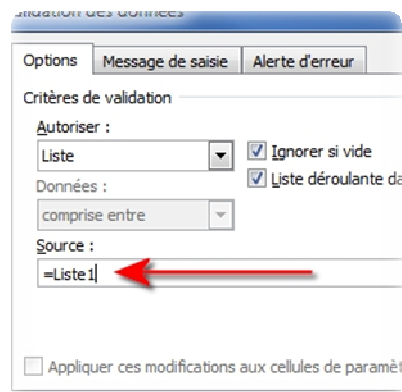 Validation des données
Options Message de saisie Alerte d'erreur
Critères de validation
Autoriser :
Liste Ignorer si vide
Données : Liste déroulante da
comprise entre
Source :
=Liste1
Appliquer ces modifications aux cellules de paramèt